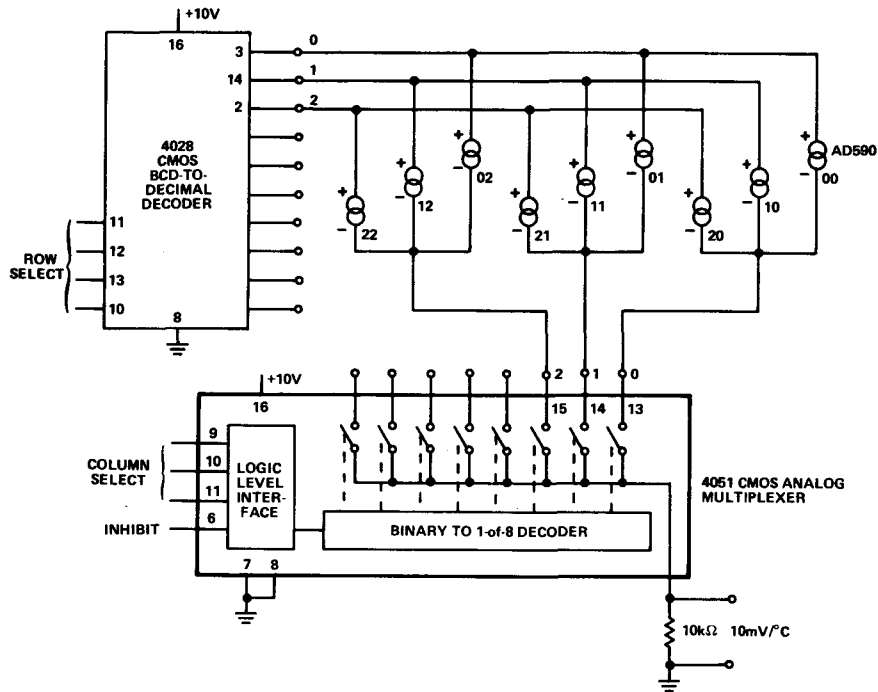 +10V
16
3
0
14
1
2
2
4028
CMOS
BCD-TO-
DECIMAL
DECODER
ROW
SELECT
11
12
13
10
8
+
−
22
+
−
12
+
−
02
+
−
21
+
−
11
+
−
01
+
−
20
+
−
10
+
−
00
AD590
+10V
16
2
1
0
15
14
13
COLUMN
SELECT
9
10
11
INHIBIT
6
LOGIC
LEVEL
INTER-
FACE
BINARY TO 1-of-8 DECODER
4051 CMOS ANALOG
MULTIPLEXER
7
8
10kΩ
10mV/°C